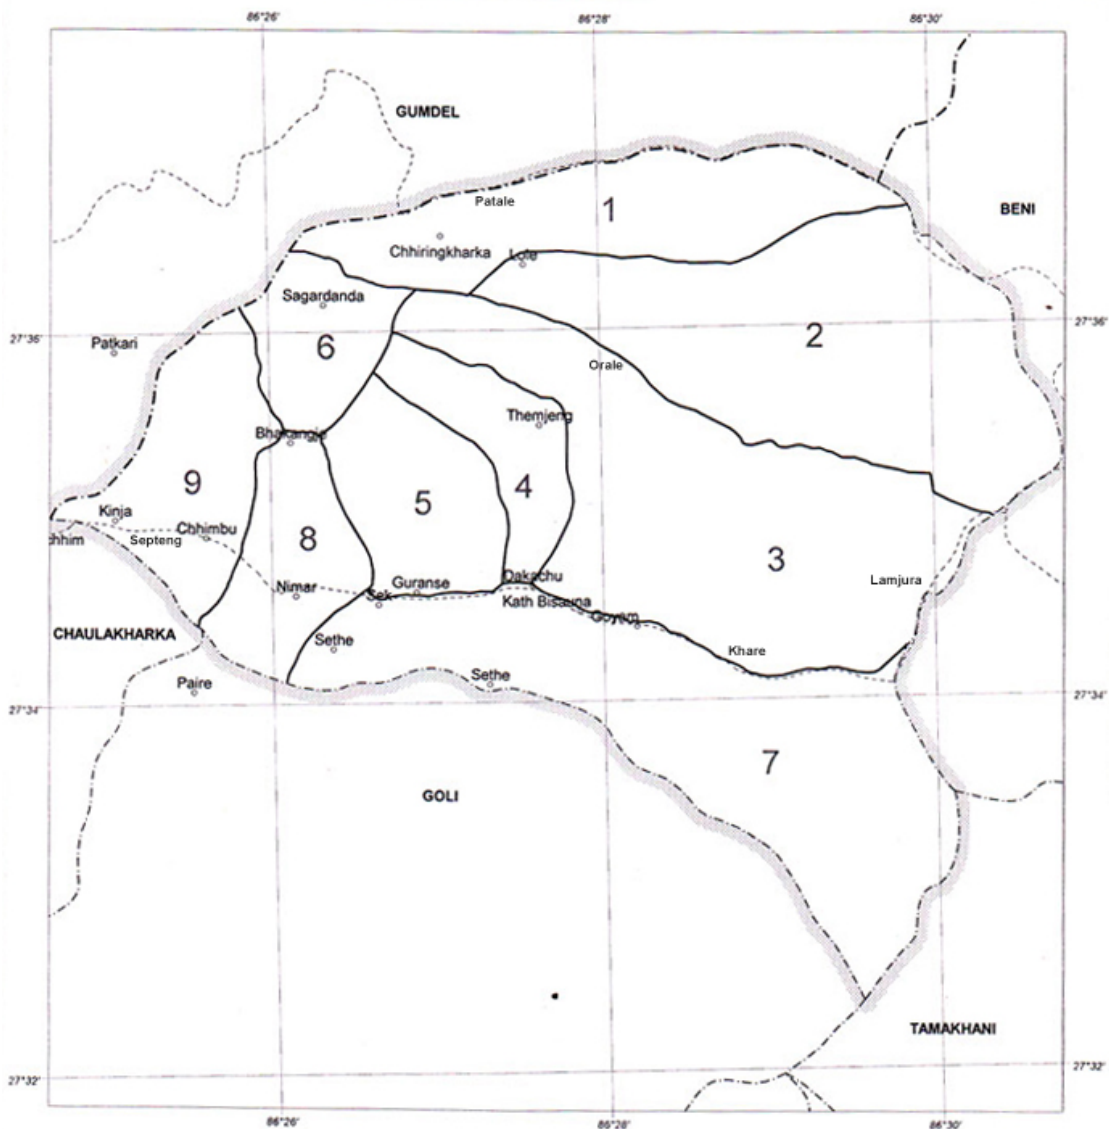 86°26' 86°28' 86°30'
GUMDEL
BENI
Patale
1
Chhiringkharka
Lole
Sagardanda
27°36'
27°36'
Patkari
6
2
Orale
Themjeng
Bhakangje
9
4
5
Kinja
Septeng
Chhimbu
8
3
Nimar
Guranse
Dakachu
Lamjura
Sek
Kath Bisauna
Goyam
CHAULAKHARKA
Sethe
Khare
Paire
Sethe
27°34'
27°34'
7
GOLI
TAMAKHANI
27°32'
27°32'
86°26' 86°28' 86°30'